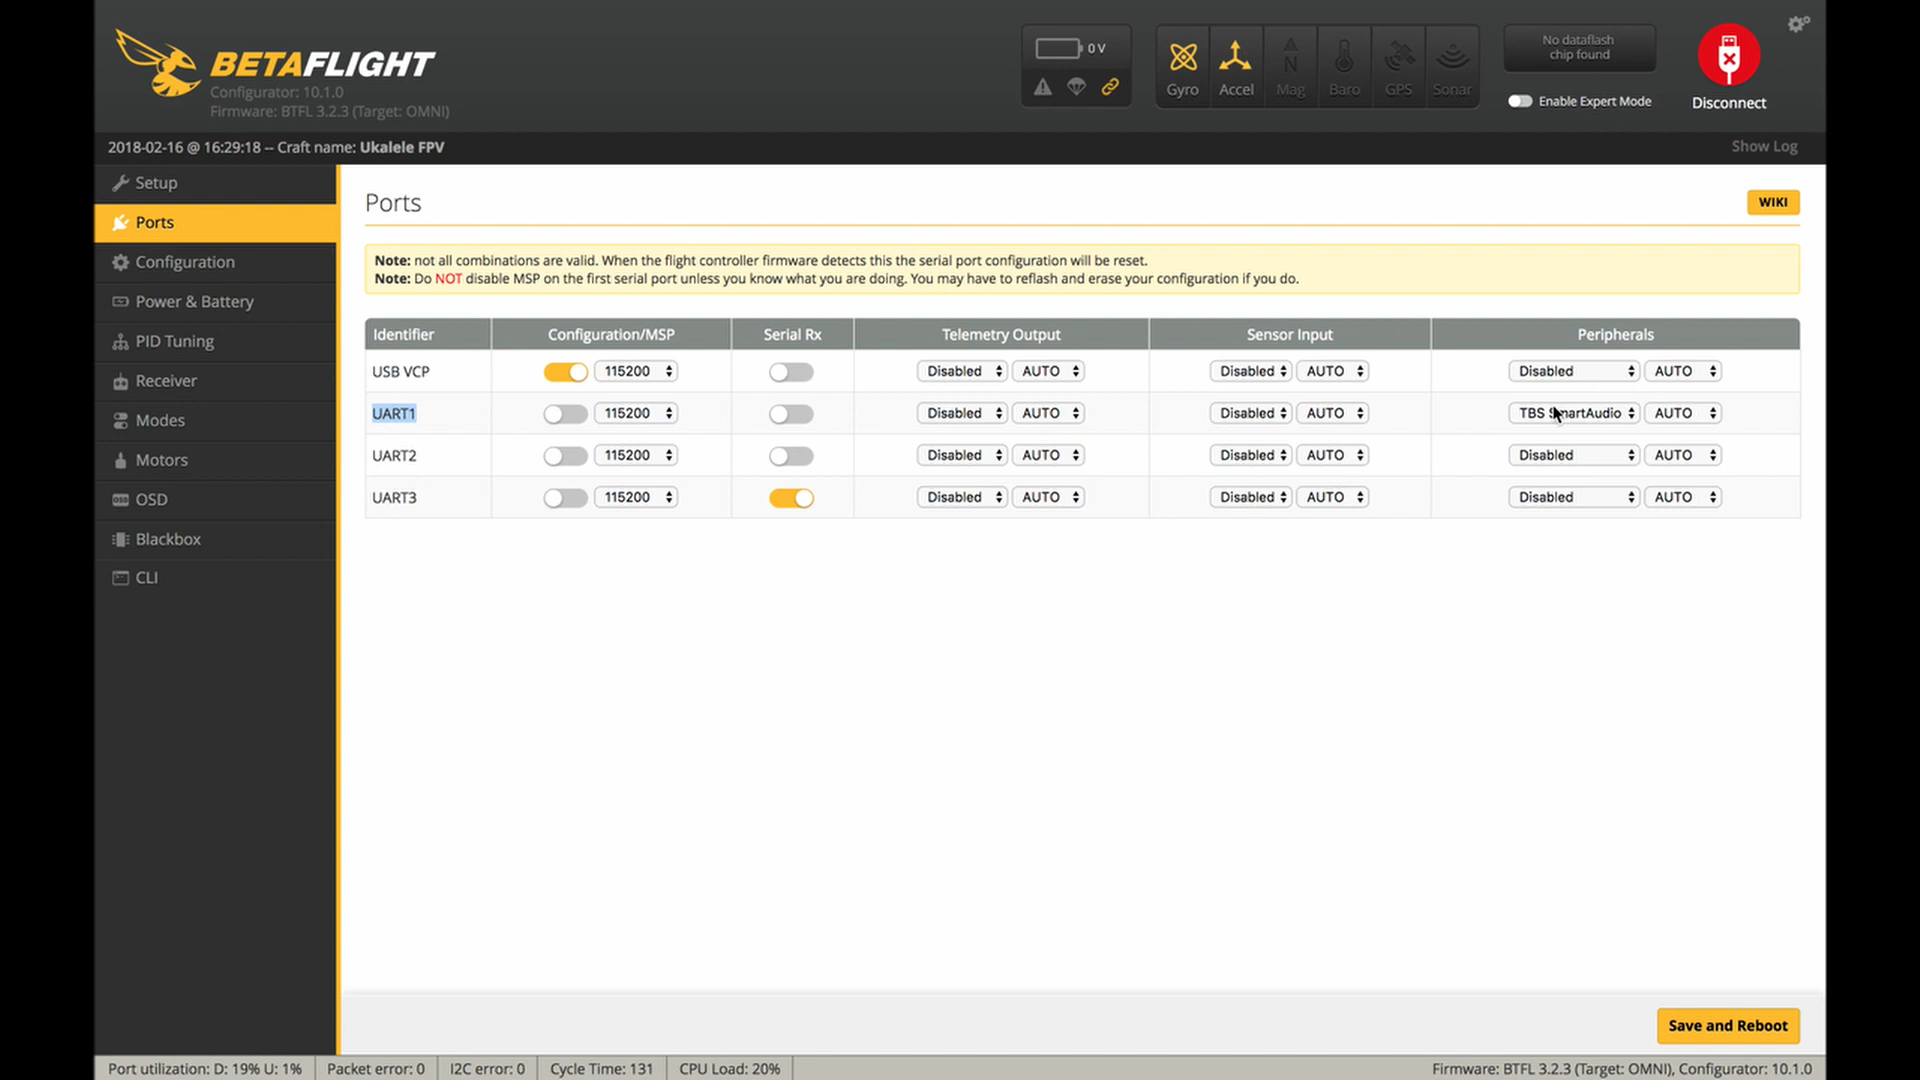 BETAFLIGHT
Configurator: 10.1.0
Firmware: BTFL 3.2.3 (Target: OMNI)
0 V
Gyro
Accel
Mag
Baro
GPS
Sonar
No dataflash
chip found
Enable Expert Mode
Disconnect
2018-02-16 @ 16:29:18 -- Craft name: Ukalele FPV
Show Log
Setup
Ports
Configuration
Power & Battery
PID Tuning
Receiver
Modes
Motors
OSD
Blackbox
CLI
Ports
WIKI
Note: not all combinations are valid. When the flight controller firmware detects this the serial port configuration will be reset.
Note: Do NOT disable MSP on the first serial port unless you know what you are doing. You may have to reflash and erase your configuration if you do.
Identifier Configuration/MSP Serial Rx Telemetry Output Sensor Input Peripherals
USB VCP 115200 Disabled AUTO Disabled AUTO Disabled AUTO
UART1 115200 Disabled AUTO Disabled AUTO TBS SmartAudio AUTO
UART2 115200 Disabled AUTO Disabled AUTO Disabled AUTO
UART3 115200 Disabled AUTO Disabled AUTO Disabled AUTO
Save and Reboot
Port utilization: D: 19% U: 1% Packet error: 0 I2C error: 0 Cycle Time: 131 CPU Load: 20% Firmware: BTFL 3.2.3 (Target: OMNI), Configurator: 10.1.0